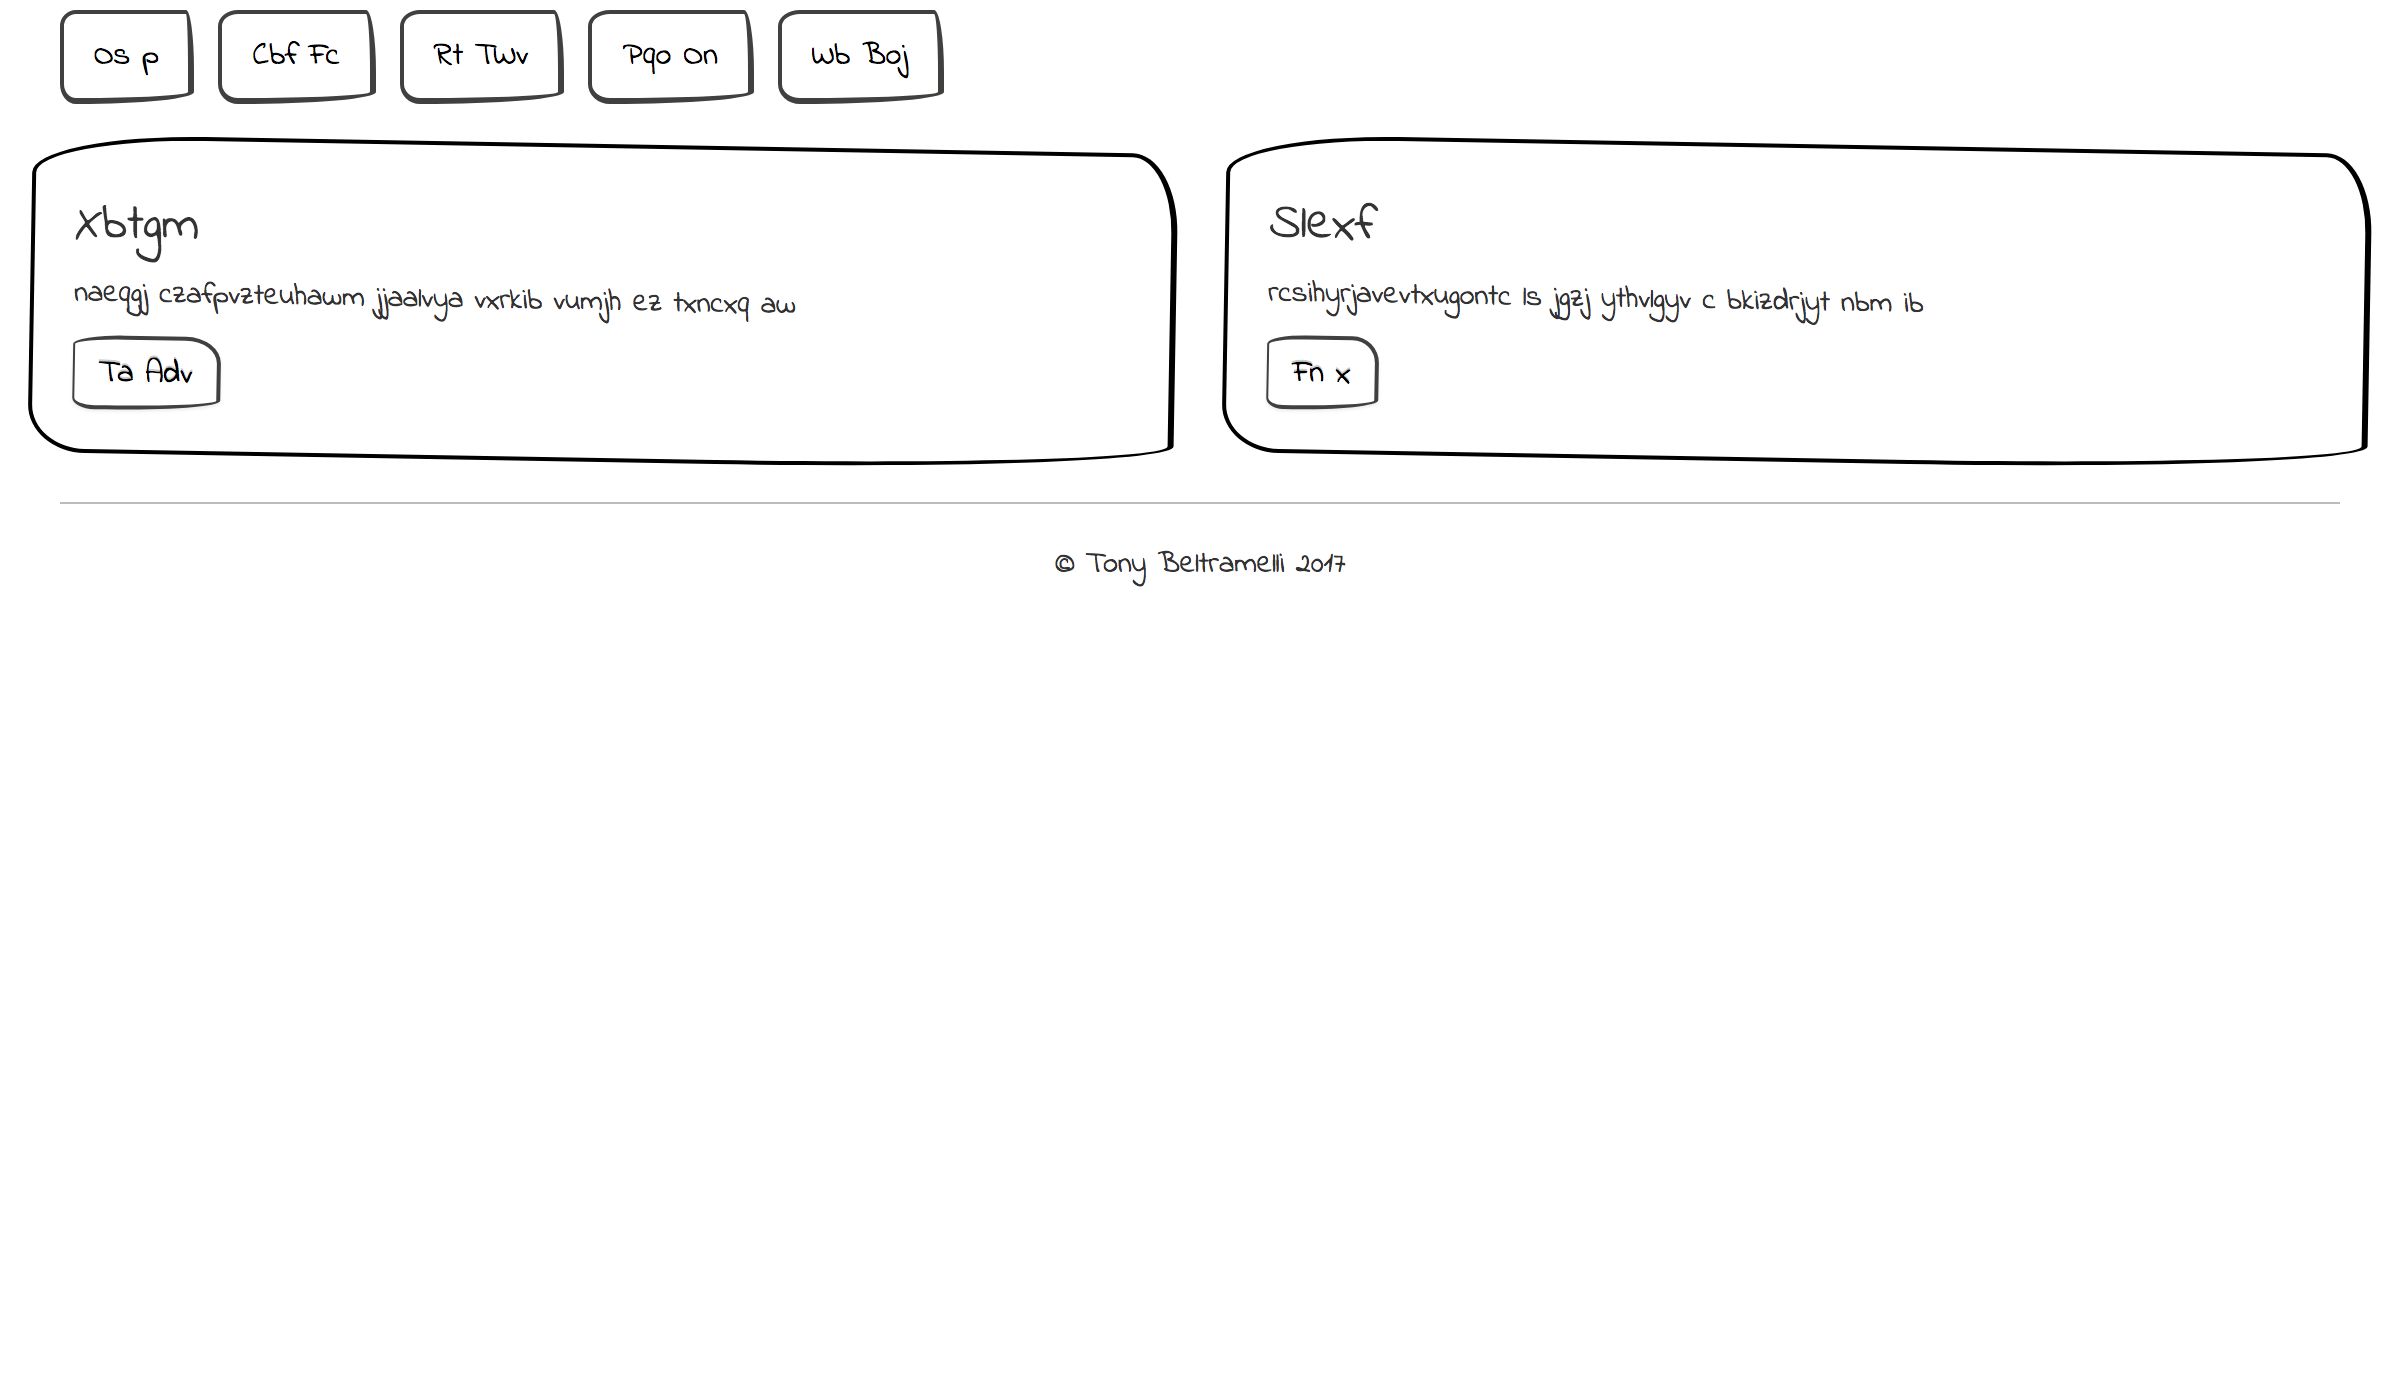 Os p
Cbf Fc
Rt Twv
Pqo On
Wb Boj
Xbtgm
naeqgj czafpvzteuhawm jjaalvya vxrkib vumjh ez txncxq aw
Ta Adv
Slexf
rcsihyrjavevtxugontc ls jgzj ythvlgyv c bkizdrjyt nbm ib
Fn x
© Tony Beltramelli 2017